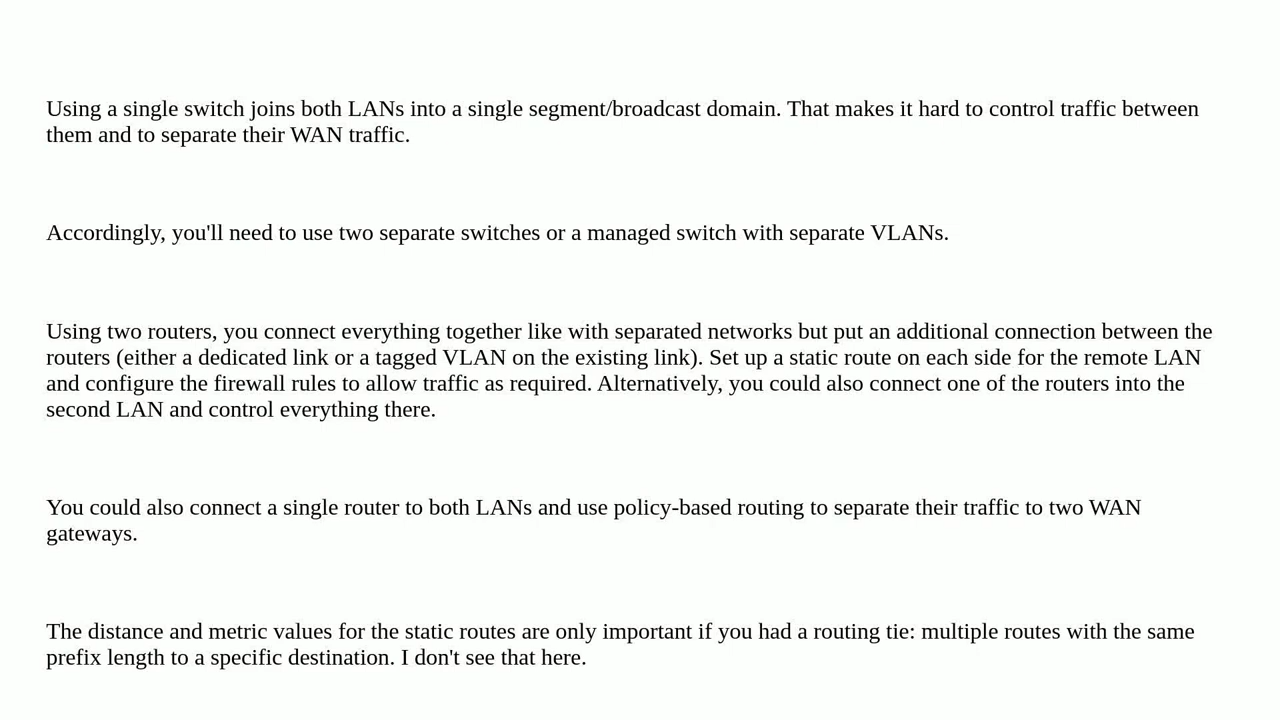 Using a single switch joins both LANs into a single segment/broadcast domain. That makes it hard to control traffic between
them and to separate their WAN traffic.
Accordingly, you'll need to use two separate switches or a managed switch with separate VLANs.
Using two routers, you connect everything together like with separated networks but put an additional connection between the
routers (either a dedicated link or a tagged VLAN on the existing link). Set up a static route on each side for the remote LAN
and configure the firewall rules to allow traffic as required. Alternatively, you could also connect one of the routers into the
second LAN and control everything there.
You could also connect a single router to both LANs and use policy-based routing to separate their traffic to two WAN
gateways.
The distance and metric values for the static routes are only important if you had a routing tie: multiple routes with the same
prefix length to a specific destination. I don't see that here.